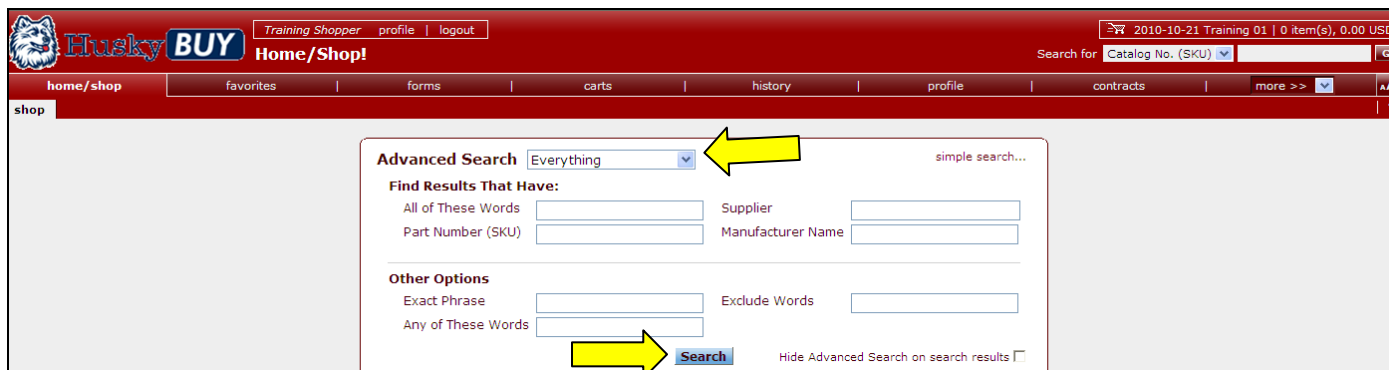 Husky BUY
Training Shopper profile | logout
Home/Shop!
2010-10-21 Training 01 | 0 item(s), 0.00 USD
Search for Catalog No. (SKU)
home/shop favorites | forms | carts | history | profile | contracts | more >>
shop
Advanced Search Everything simple search...
Find Results That Have:
All of These Words Supplier
Part Number (SKU) Manufacturer Name
Other Options
Exact Phrase Exclude Words
Any of These Words
Search Hide Advanced Search on search results